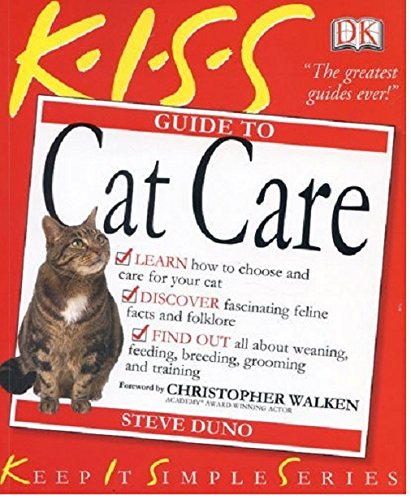 K•I•S•S
DK
"The greatest
guides ever!"
GUIDE TO
Cat Care
LEARN how to choose and
care for your cat
DISCOVER fascinating feline
facts and folklore
FIND OUT all about weaning,
feeding, breeding, grooming
and training
Foreword by CHRISTOPHER WALKEN
ACADEMY® AWARD-WINNING ACTOR
STEVE DUNO
KEEP IT SIMPLE SERIES